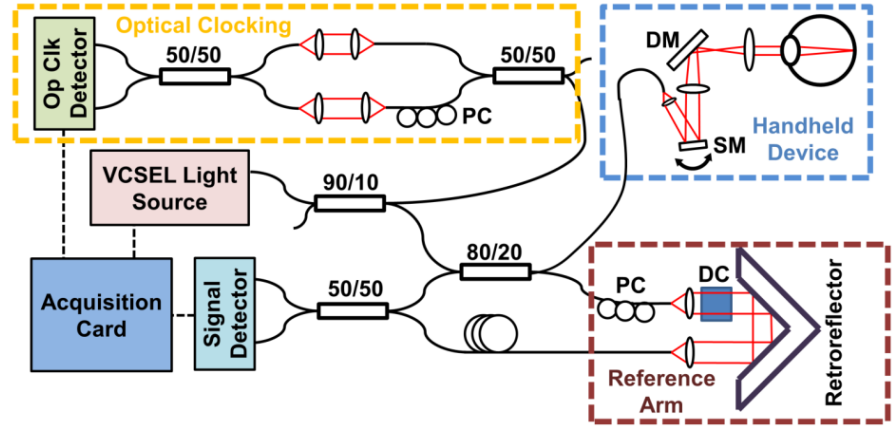 Optical Clocking
50/50
50/50
Op Clk
Detector
PC
DM
SM
Handheld
Device
VCSEL Light
Source
90/10
80/20
Acquisition
Card
Signal
Detector
50/50
PC
DC
Reference
Arm
Retroreflector